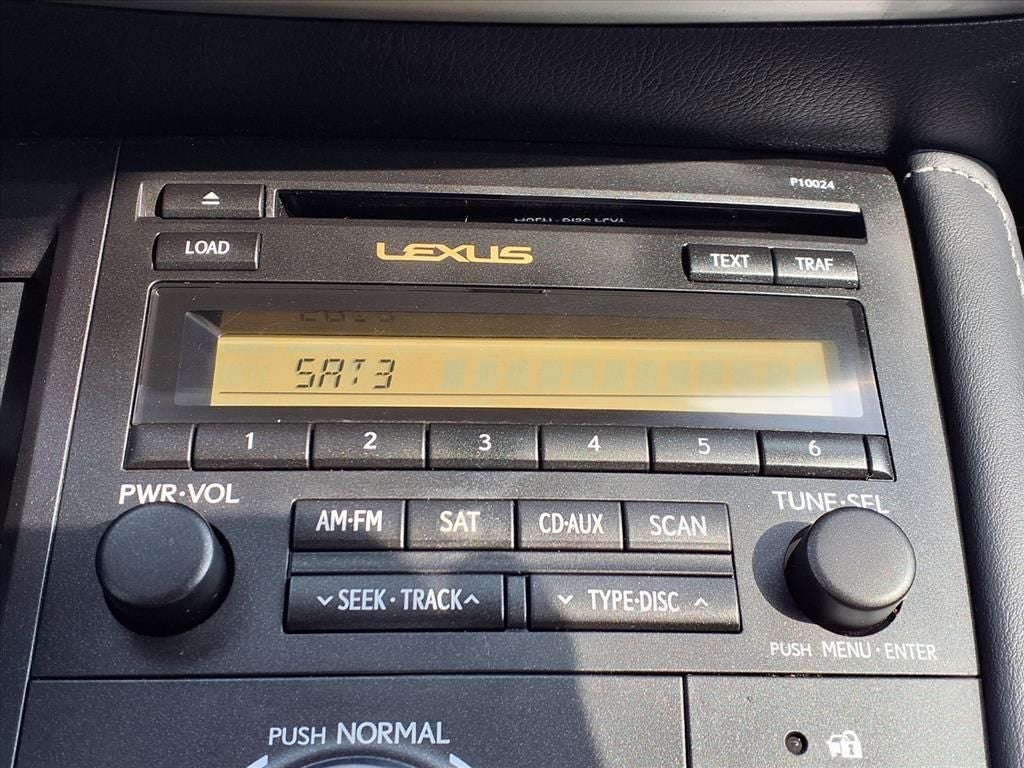 P10024
LOAD
LEXUS
TEXT TRAF
SAT3
1 2 3 4 5 6
PWR·VOL
TUNE·SEL
AM·FM SAT CD·AUX SCAN
SEEK·TRACK TYPE·DISC
PUSH MENU·ENTER
PUSH NORMAL